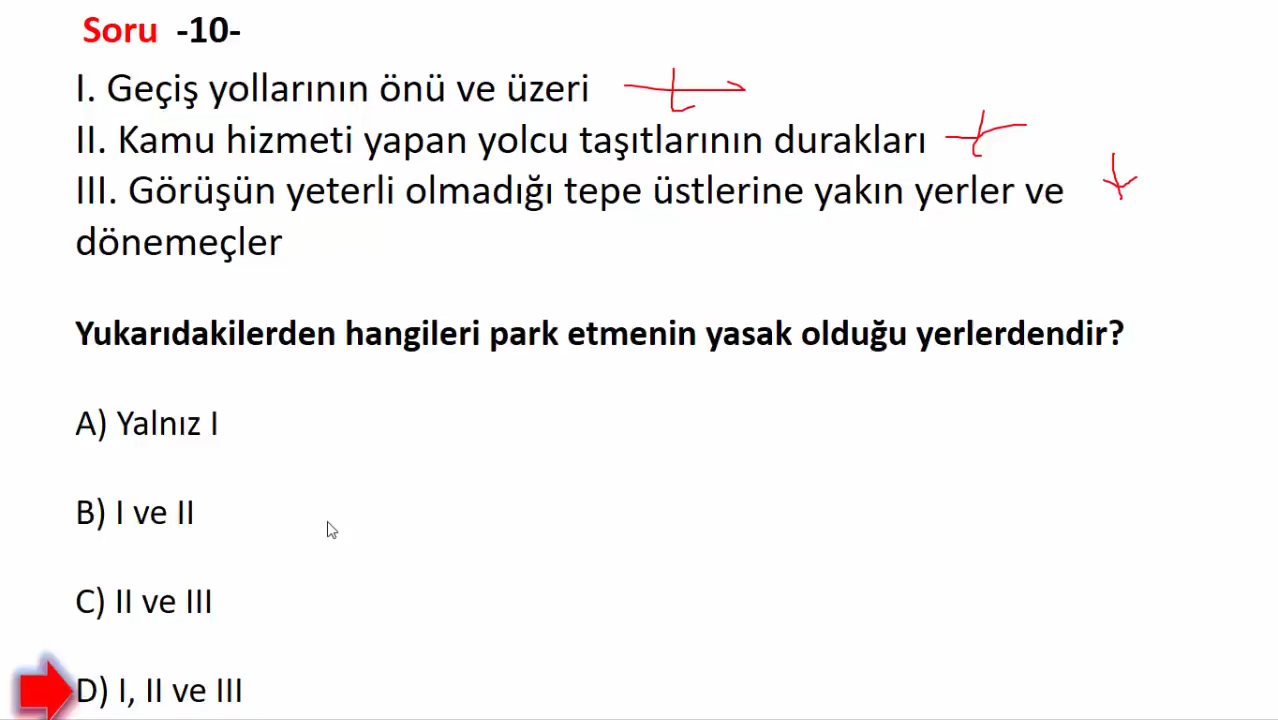 Soru -10-
I. Geçiş yollarının önü ve üzeri
II. Kamu hizmeti yapan yolcu taşıtlarının durakları
III. Görüşün yeterli olmadığı tepe üstlerine yakın yerler ve
dönemeçler
Yukarıdakilerden hangileri park etmenin yasak olduğu yerlerdendir?
A) Yalnız I
B) I ve II
C) II ve III
D) I, II ve III